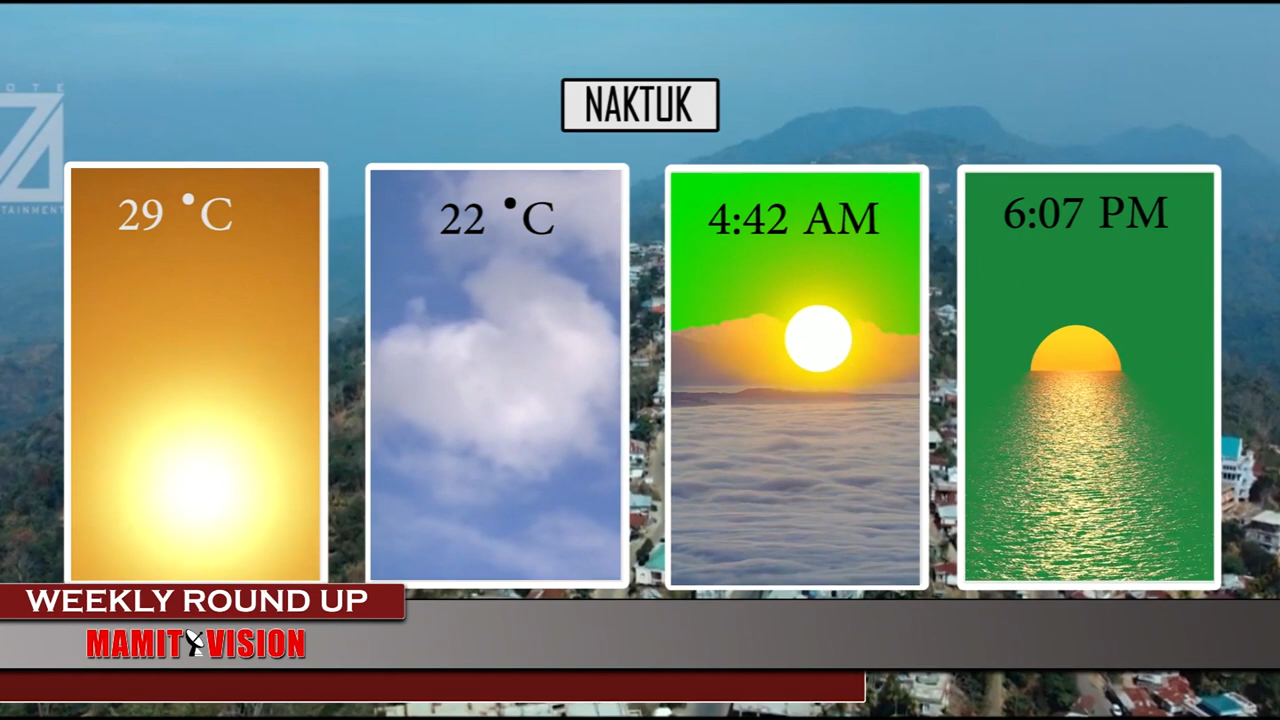 NAKTUK
29 °C
22 °C
4:42 AM
6:07 PM
WEEKLY ROUND UP
MAMIT VISION